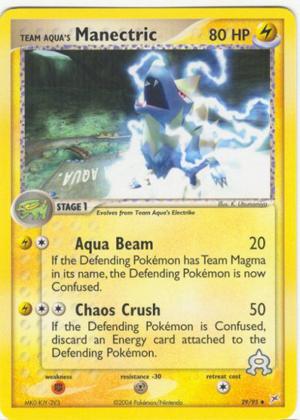 TEAM AQUA'S Manectric 80 HP
AQUA
Illus. K. Utsunomiya
STAGE 1
Evolves from Team Aqua's Electrike
Aqua Beam 20
If the Defending Pokémon has Team Magma
in its name, the Defending Pokémon is now
Confused.
Chaos Crush 50
If the Defending Pokémon is Confused,
discard an Energy card attached to the
Defending Pokémon.
weakness resistance -30 retreat cost
©2004 Pokémon/Nintendo 29/95